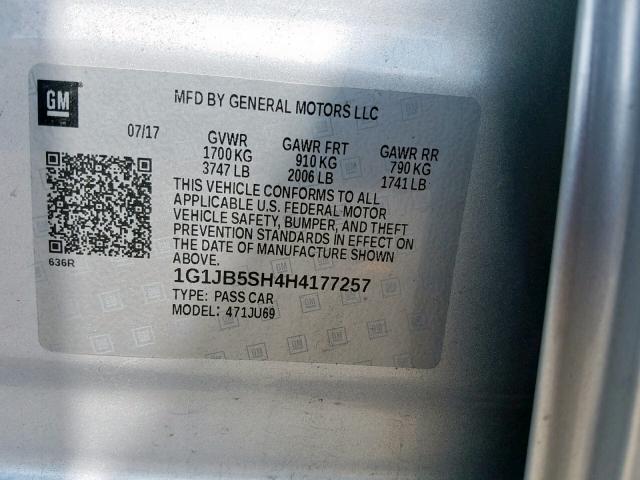 GM
MFD BY GENERAL MOTORS LLC
07/17
GVWR GAWR FRT GAWR RR
1700 KG 910 KG 790 KG
3747 LB 2006 LB 1741 LB
THIS VEHICLE CONFORMS TO ALL
APPLICABLE U.S. FEDERAL MOTOR
VEHICLE SAFETY, BUMPER, AND THEFT
PREVENTION STANDARDS IN EFFECT ON
THE DATE OF MANUFACTURE SHOWN
ABOVE.
636R
1G1JB5SH4H4177257
TYPE: PASS CAR
MODEL: 471JU69